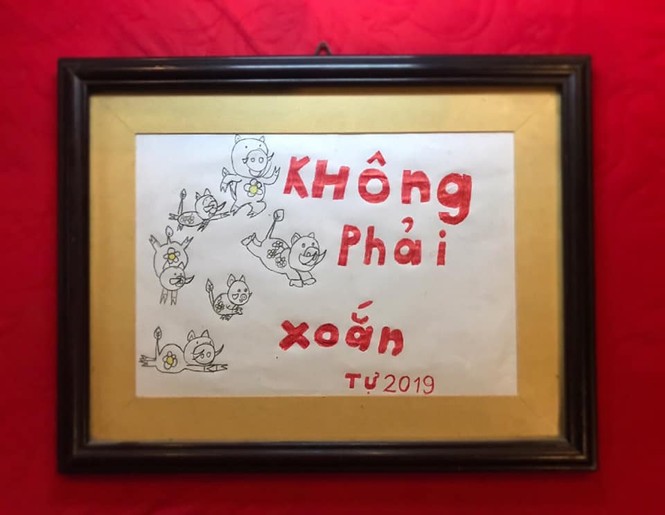 KHông
Phải
xoắn
TỰ 2019